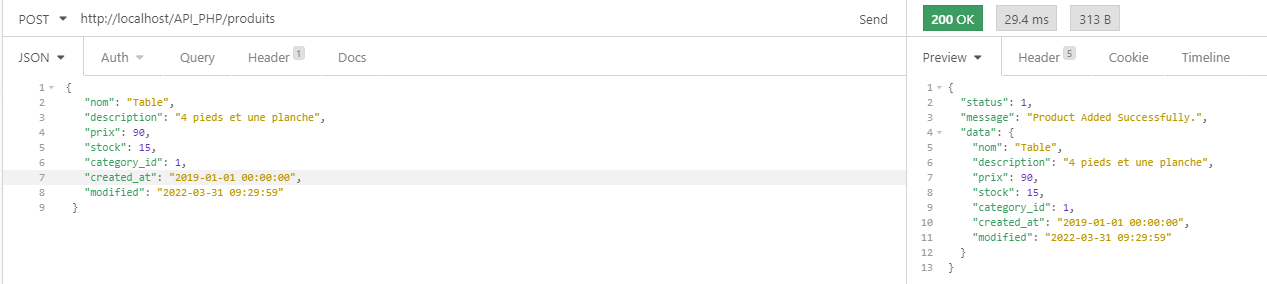 POST http://localhost/API_PHP/produits Send
JSON Auth Query Header 1 Docs
1 {
2 "nom": "Table",
3 "description": "4 pieds et une planche",
4 "prix": 90,
5 "stock": 15,
6 "category_id": 1,
7 "created_at": "2019-01-01 00:00:00",
8 "modified": "2022-03-31 09:29:59"
9 }
200 OK 29.4 ms 313 B
Preview Header 5 Cookie Timeline
1 {
2 "status": 1,
3 "message": "Product Added Successfully.",
4 "data": {
5 "nom": "Table",
6 "description": "4 pieds et une planche",
7 "prix": 90,
8 "stock": 15,
9 "category_id": 1,
10 "created_at": "2019-01-01 00:00:00",
11 "modified": "2022-03-31 09:29:59"
12 }
13 }